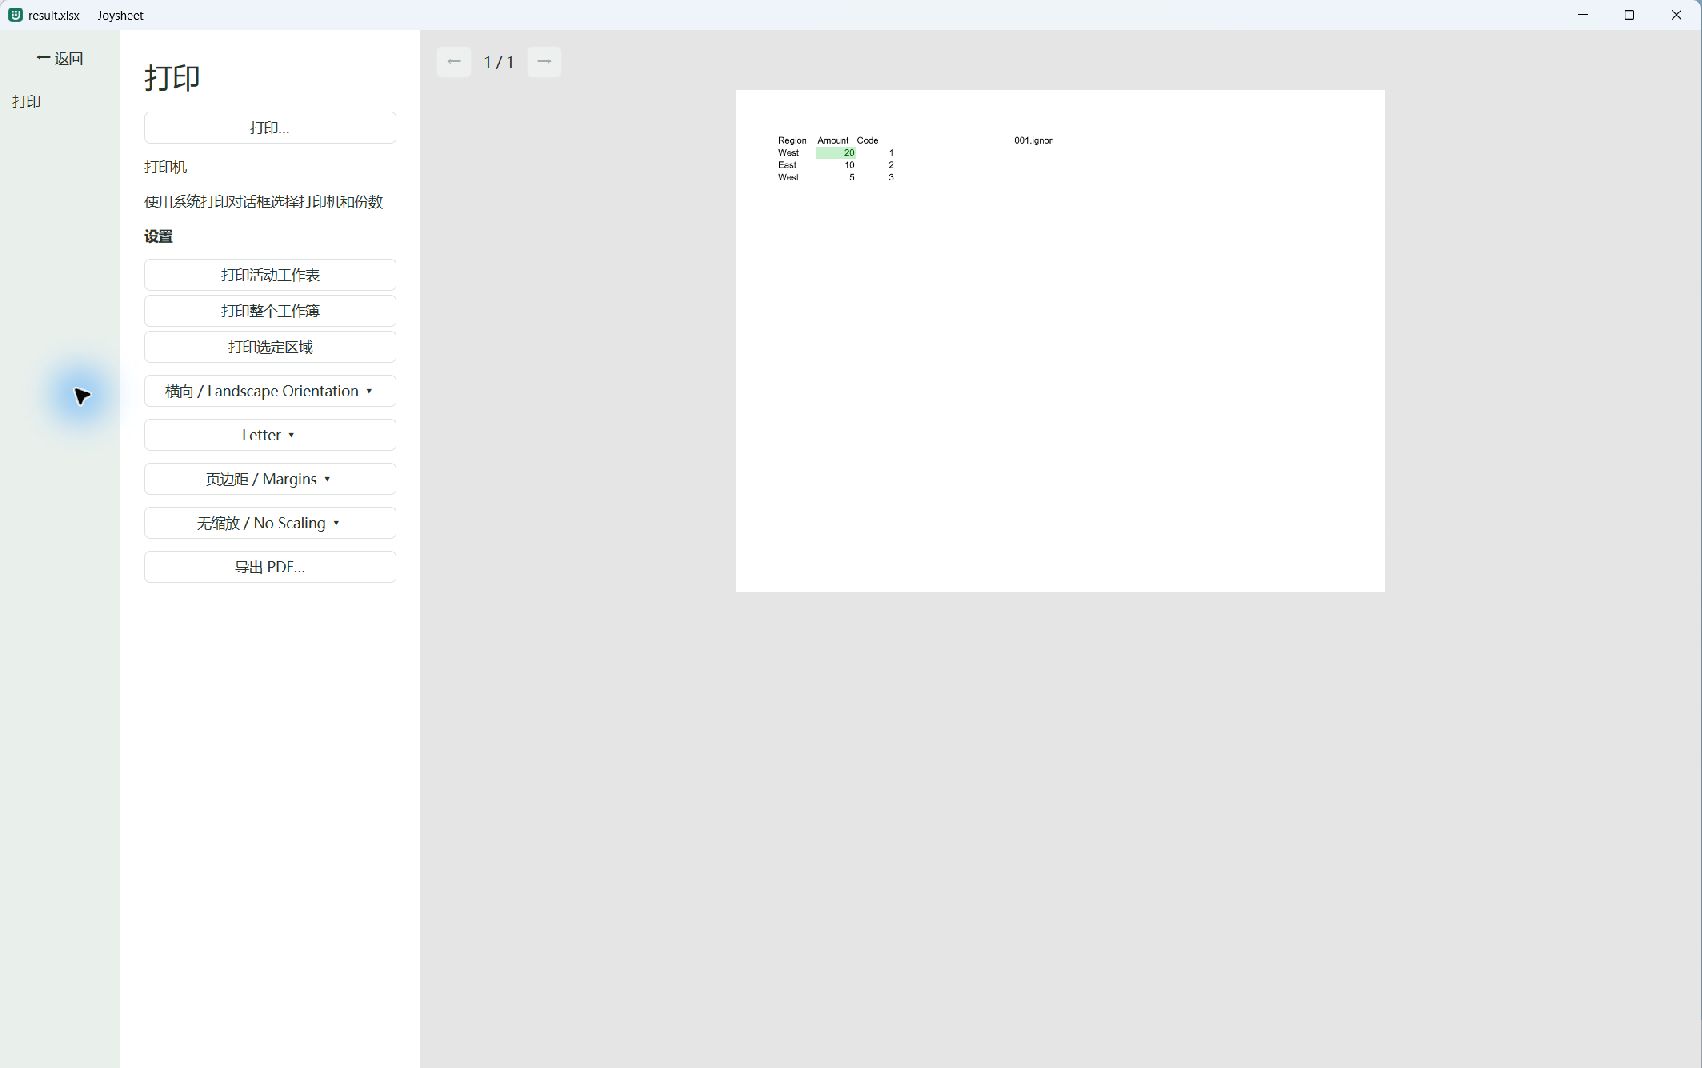 result.xlsx — Joysheet
← 返回
打印
打印
打印...
打印机
使用系统打印对话框选择打印机和份数
设置
打印活动工作表
打印整个工作簿
打印选定区域
横向 / Landscape Orientation ▾
Letter ▾
页边距 / Margins ▾
无缩放 / No Scaling ▾
导出 PDF...
← 1 / 1 →
Region Amount Code 001.ignor
West 20 1
East 10 2
West 5 3